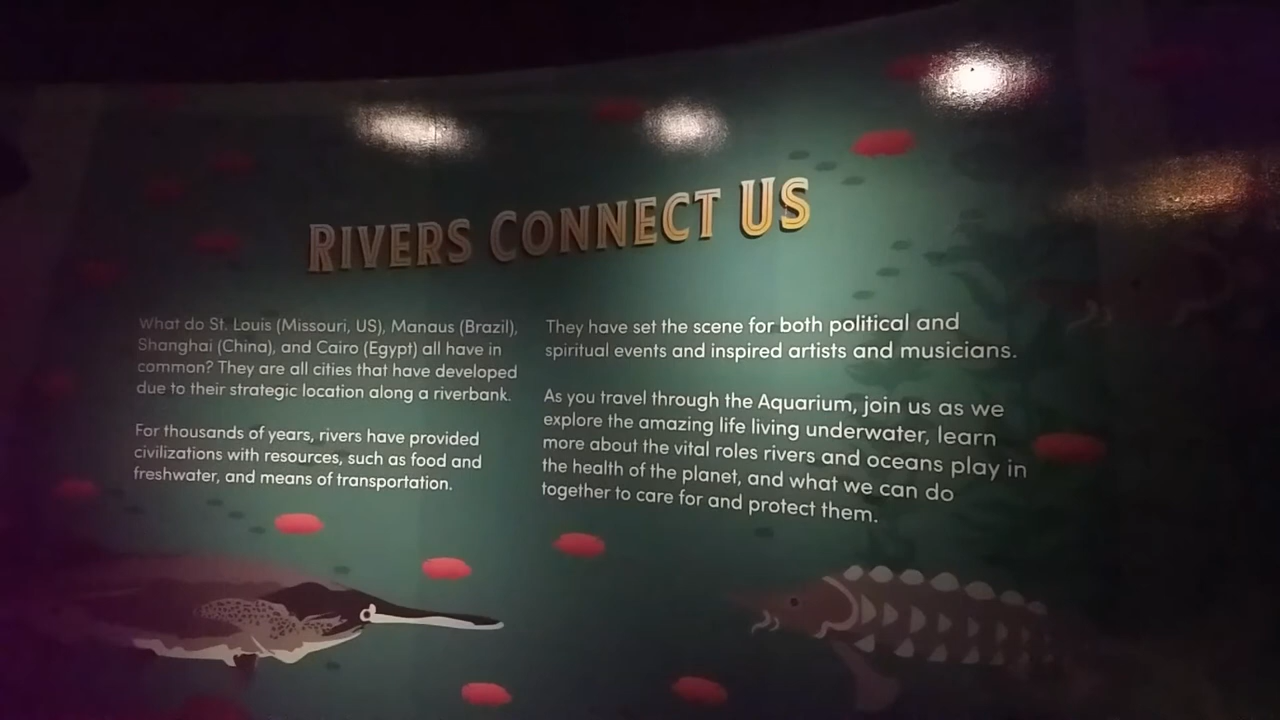 RIVERS CONNECT US
What do St. Louis (Missouri, US), Manaus (Brazil),
Shanghai (China), and Cairo (Egypt) all have in
common? They are all cities that have developed
due to their strategic location along a riverbank.
For thousands of years, rivers have provided
civilizations with resources, such as food and
freshwater, and means of transportation.
They have set the scene for both political and
spiritual events and inspired artists and musicians.
As you travel through the Aquarium, join us as we
explore the amazing life living underwater, learn
more about the vital roles rivers and oceans play in
the health of the planet, and what we can do
together to care for and protect them.